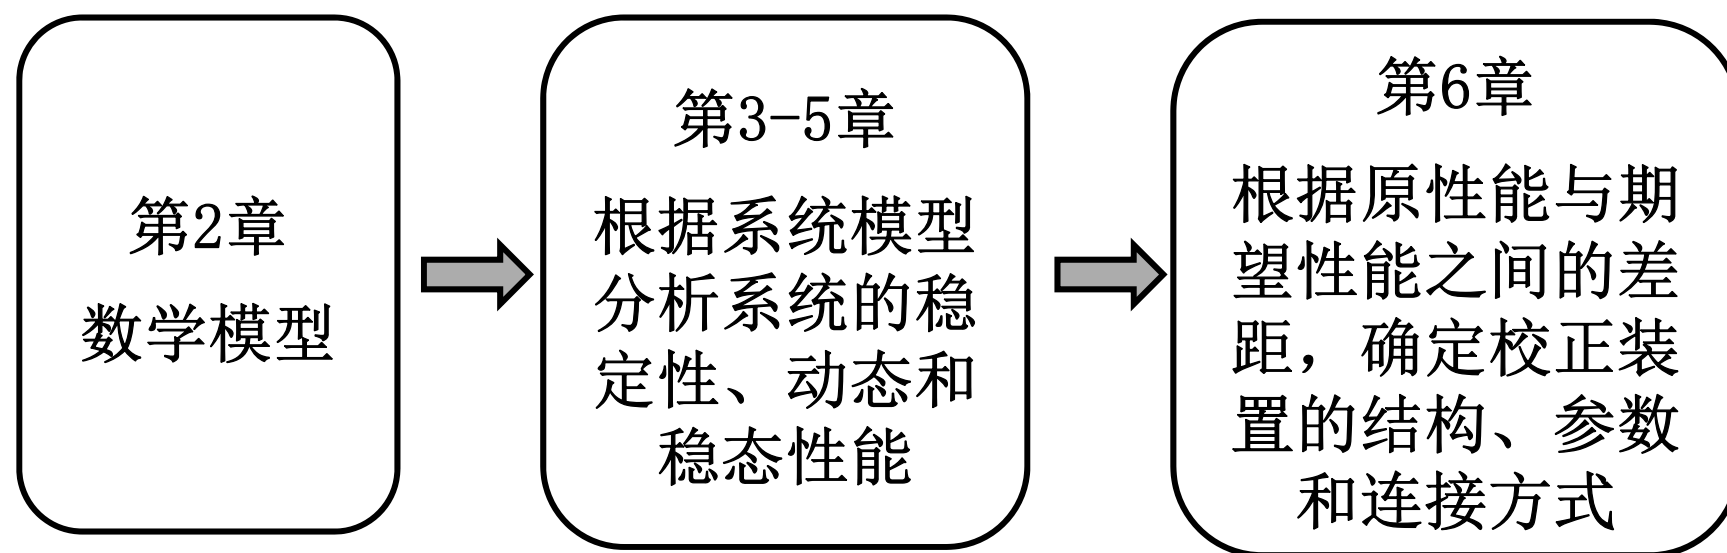 第2章
数学模型
第3-5章
根据系统模型
分析系统的稳
定性、动态和
稳态性能
第6章
根据原性能与期
望性能之间的差
距，确定校正装
置的结构、参数
和连接方式